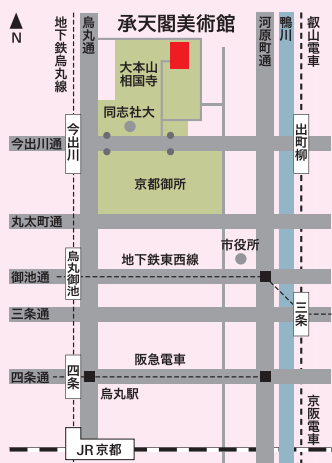 承天閣美術館
N
地下鉄烏丸線
烏丸通
河原町通
鴨川
叡山電車
大本山
相国寺
同志社大
今出川通
今出川
出町柳
京都御所
丸太町通
市役所
地下鉄東西線
烏丸御池
御池通
三条通
三条
阪急電車
四条通
四条
烏丸駅
京阪電車
JR京都